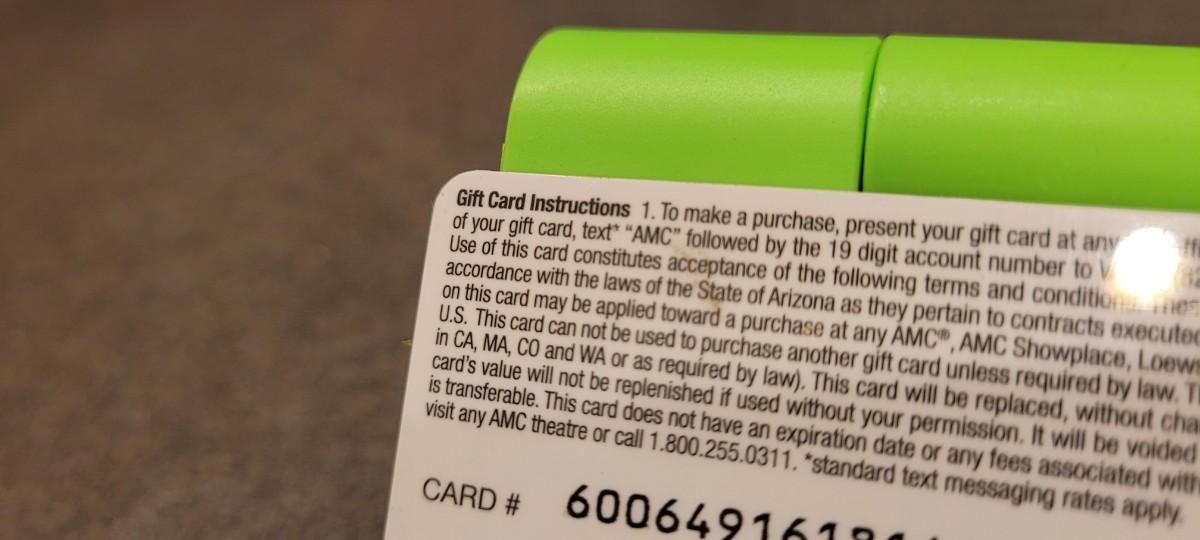 Gift Card Instructions 1. To make a purchase, present your gift card at any
of your gift card, text* “AMC” followed by the 19 digit account number to
Use of this card constitutes acceptance of the following terms and
accordance with the laws of the State of Arizona as they pertain to contracts executed
on this card may be applied toward a purchase at any AMC®, AMC Showplace,
U.S. This card can not be used to purchase another gift card unless required by law.
in CA, MA, CO and WA or as required by law). This card will be replaced, without
card's value will not be replenished if used without your permission. It will be voided
is transferable. This card does not have an expiration date or any fees associated with
visit any AMC theatre or call 1.800.255.0311. *standard text messaging rates apply.
CARD # 600649161